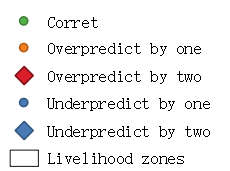 Corret
Overpredict by one
Overpredict by two
Underpredict by one
Underpredict by two
Livelihood zones